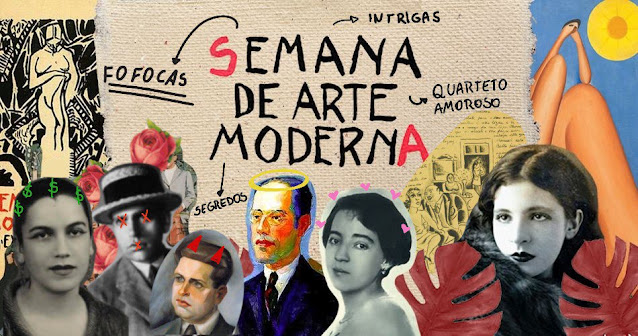 INTRIGAS
SEMANA
DE ARTE
MODERNA
FOFOCAS
QUARTETO
AMOROSO
SEGREDOS
$ $ $ $
X X
X